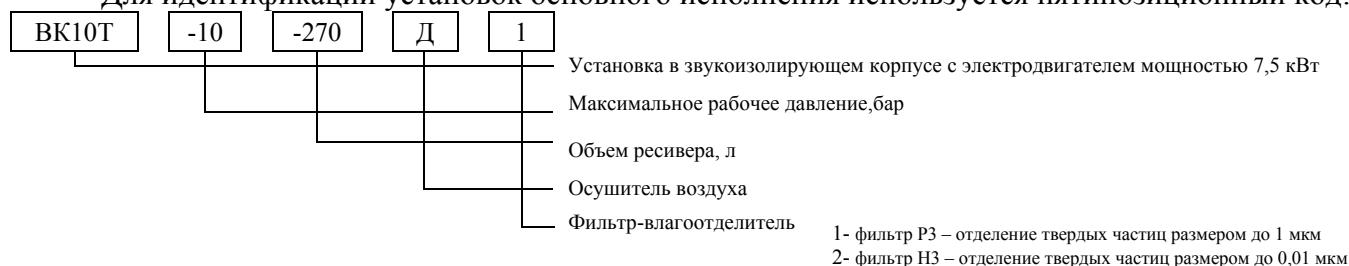 Для идентификации установок основного исполнения используется пятипозиционный код:
ВК10Т -10 -270 Д 1
Установка в звукоизолирующем корпусе с электродвигателем мощностью 7,5 кВт
Максимальное рабочее давление,бар
Объем ресивера, л
Осушитель воздуха
Фильтр-влагоотделитель
1- фильтр Р3 – отделение твердых частиц размером до 1 мкм
2- фильтр Н3 – отделение твердых частиц размером до 0,01 мкм